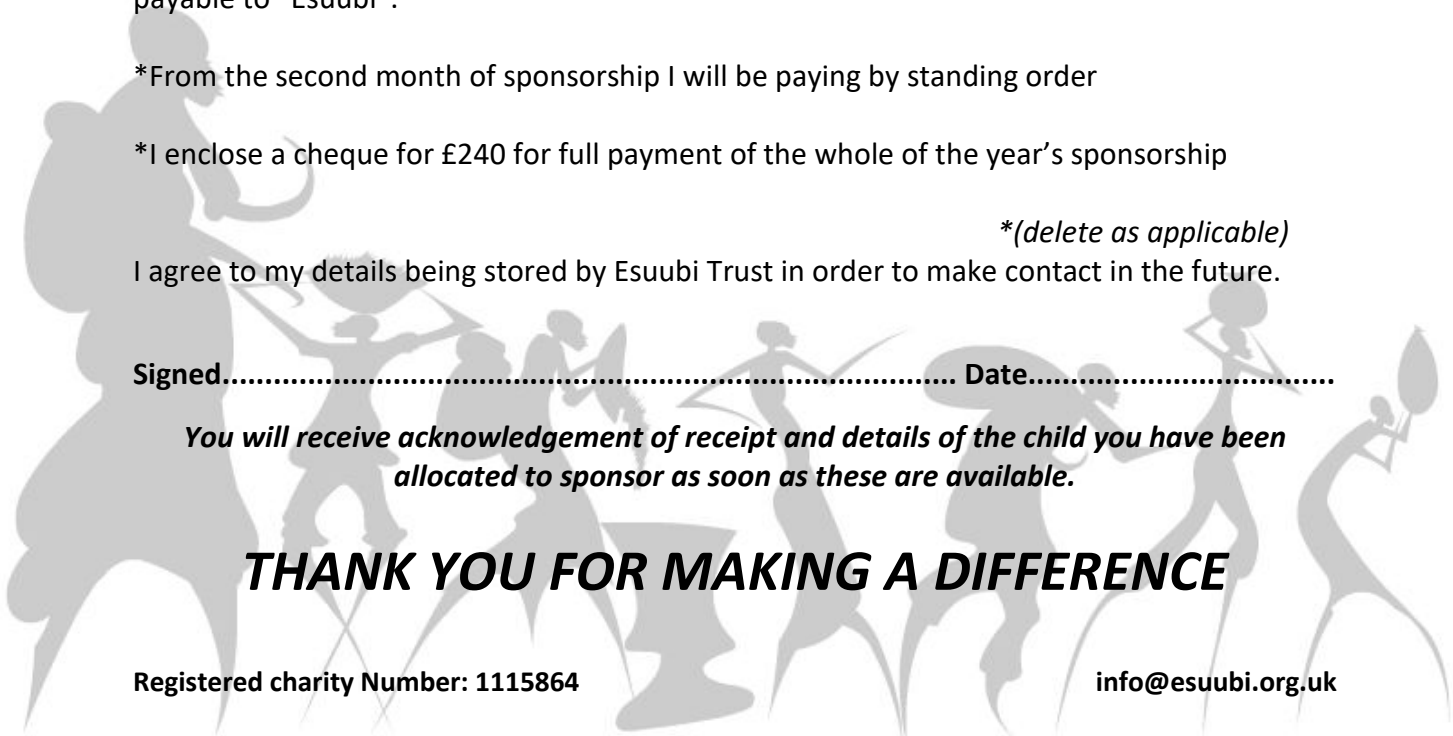 payable to "Esuubi".
*From the second month of sponsorship I will be paying by standing order
*I enclose a cheque for £240 for full payment of the whole of the year’s sponsorship
*(delete as applicable)
I agree to my details being stored by Esuubi Trust in order to make contact in the future.
Signed...................................................................................... Date....................................
You will receive acknowledgement of receipt and details of the child you have been
allocated to sponsor as soon as these are available.
THANK YOU FOR MAKING A DIFFERENCE
Registered charity Number: 1115864 info@esuubi.org.uk